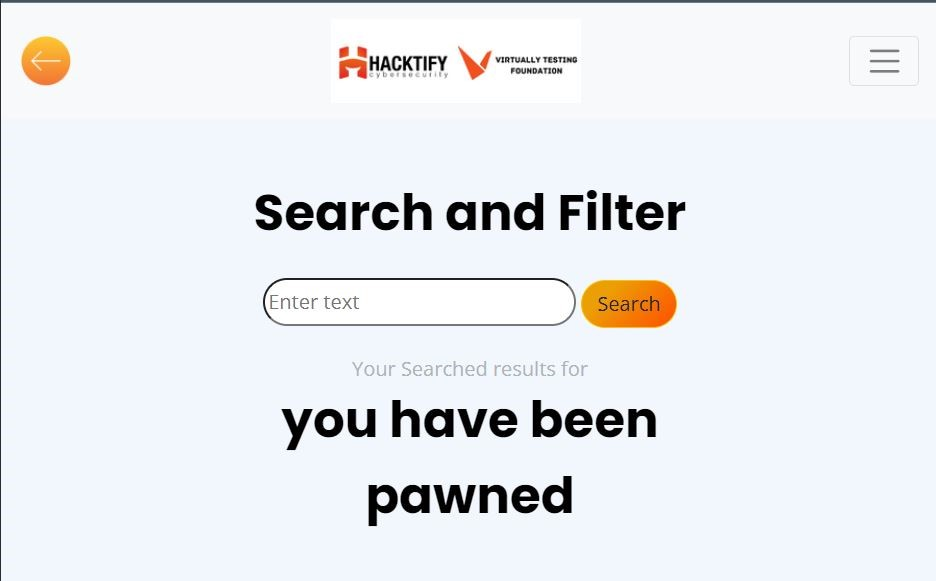 HACKTIFY
cybersecurity
VIRTUALLY TESTING
FOUNDATION
Search and Filter
Enter text
Search
Your Searched results for
you have been
pawned